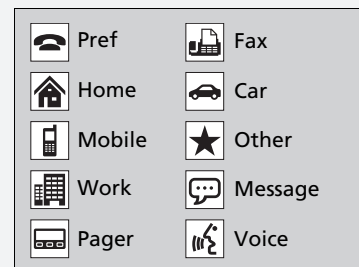 Pref
Home
Mobile
Work
Pager
Fax
Car
Other
Message
Voice